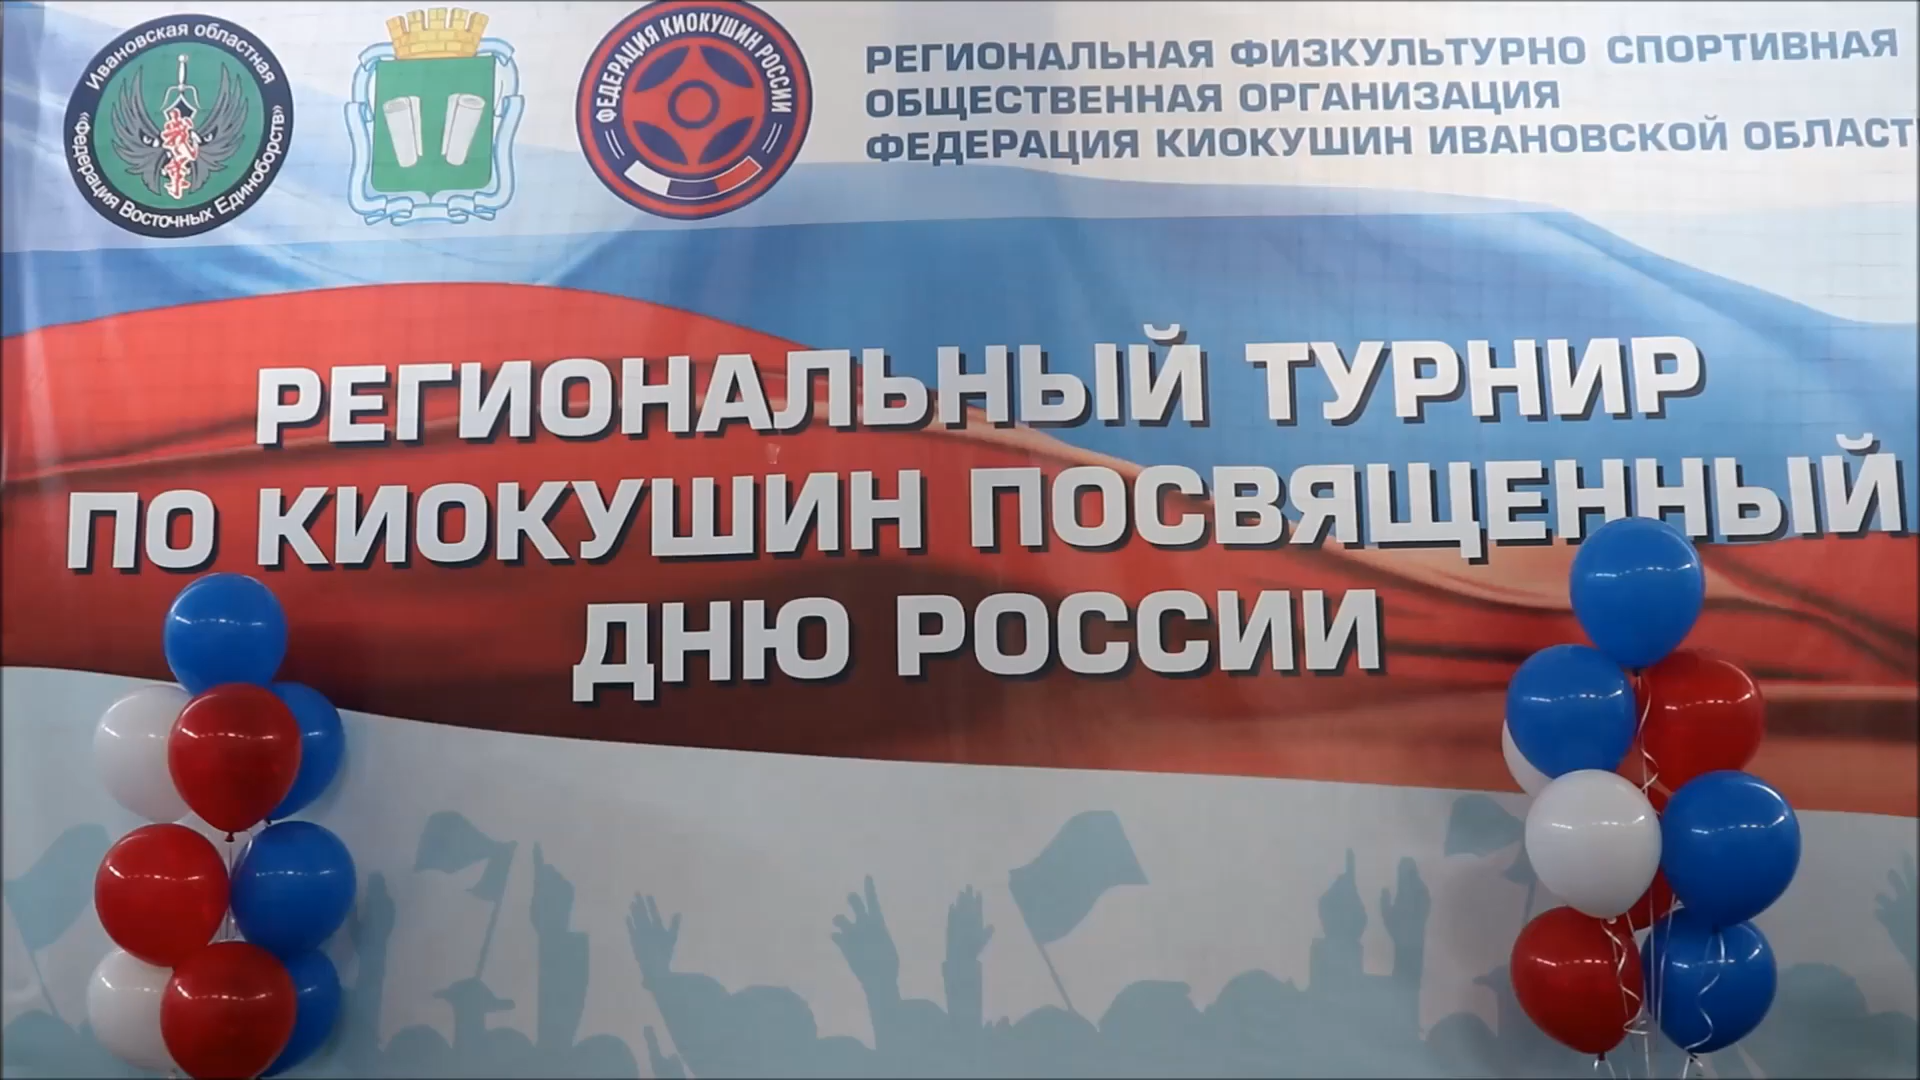 Ивановская областная
«Федерация Восточных Единоборств»
ФЕДЕРАЦИЯ КИОКУШИН РОССИИ
РЕГИОНАЛЬНАЯ ФИЗКУЛЬТУРНО СПОРТИВНАЯ
ОБЩЕСТВЕННАЯ ОРГАНИЗАЦИЯ
ФЕДЕРАЦИЯ КИОКУШИН ИВАНОВСКОЙ ОБЛАСТ
РЕГИОНАЛЬНЫЙ ТУРНИР
ПО КИОКУШИН ПОСВЯЩЕННЫЙ
ДНЮ РОССИИ